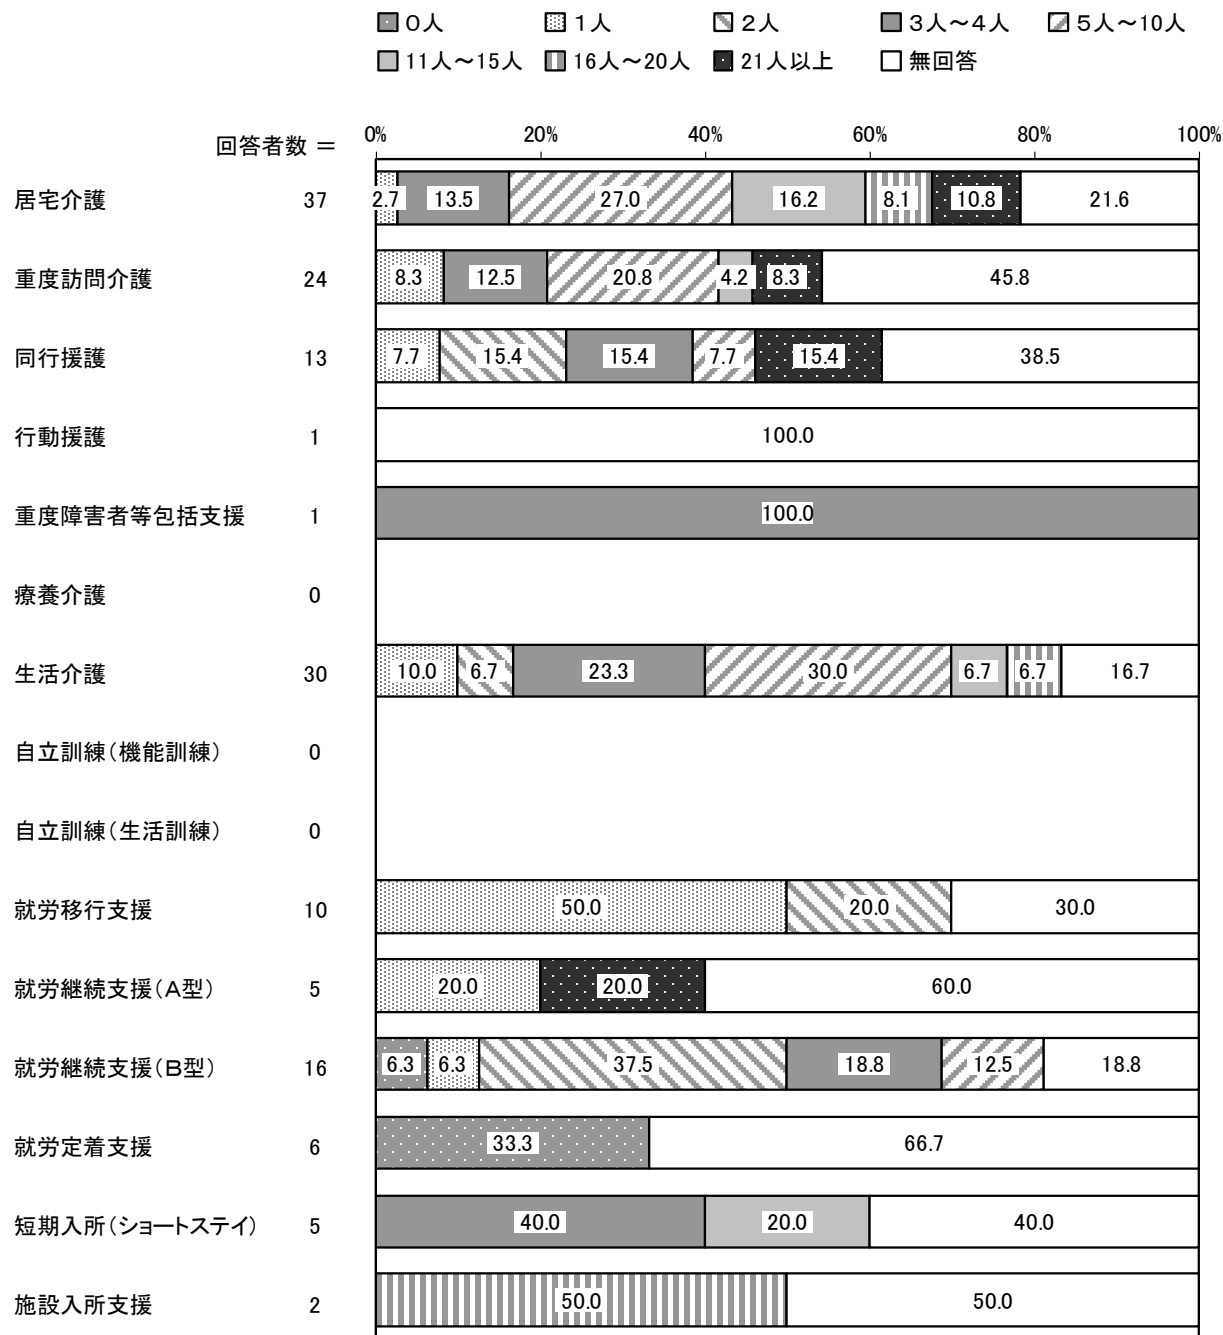 ０人 １人 ２人 ３人～４人 ５人～10人
11人～15人 16人～20人 21人以上 無回答
0% 20% 40% 60% 80% 100%
回答者数 ＝
居宅介護 37 2.7 13.5 27.0 16.2 8.1 10.8 21.6
重度訪問介護 24 8.3 12.5 20.8 4.2 8.3 45.8
同行援護 13 7.7 15.4 15.4 7.7 15.4 38.5
行動援護 1 100.0
重度障害者等包括支援 1 100.0
療養介護 0
生活介護 30 10.0 6.7 23.3 30.0 6.7 6.7 16.7
自立訓練（機能訓練） 0
自立訓練（生活訓練） 0
就労移行支援 10 50.0 20.0 30.0
就労継続支援（Ａ型） 5 20.0 20.0 60.0
就労継続支援（Ｂ型） 16 6.3 6.3 37.5 18.8 12.5 18.8
就労定着支援 6 33.3 66.7
短期入所（ショートステイ） 5 40.0 20.0 40.0
施設入所支援 2 50.0 50.0